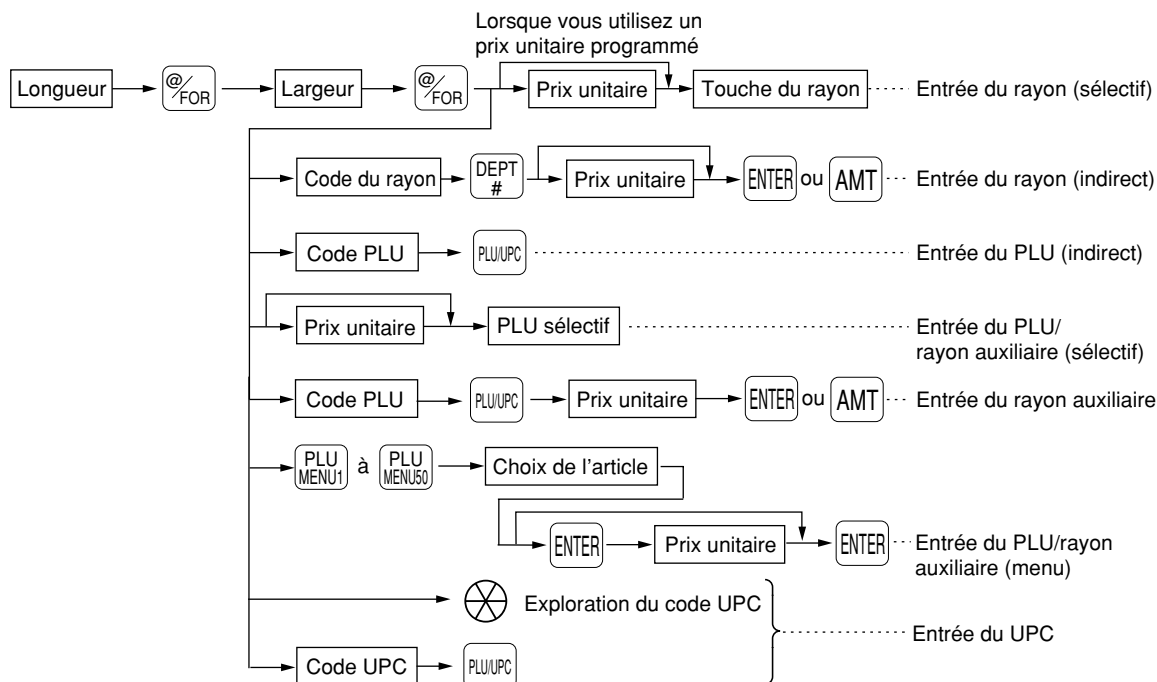 Lorsque vous utilisez un
prix unitaire programmé
Longueur @/FOR Largeur @/FOR Prix unitaire Touche du rayon Entrée du rayon (sélectif)
Code du rayon DEPT # Prix unitaire ENTER ou AMT Entrée du rayon (indirect)
Code PLU PLU/UPC Entrée du PLU (indirect)
Prix unitaire PLU sélectif Entrée du PLU/
rayon auxiliaire (sélectif)
Code PLU PLU/UPC Prix unitaire ENTER ou AMT Entrée du rayon auxiliaire
PLU MENU1 à PLU MENU50 Choix de l'article
ENTER Prix unitaire ENTER Entrée du PLU/rayon
auxiliaire (menu)
Exploration du code UPC
Entrée du UPC
Code UPC PLU/UPC